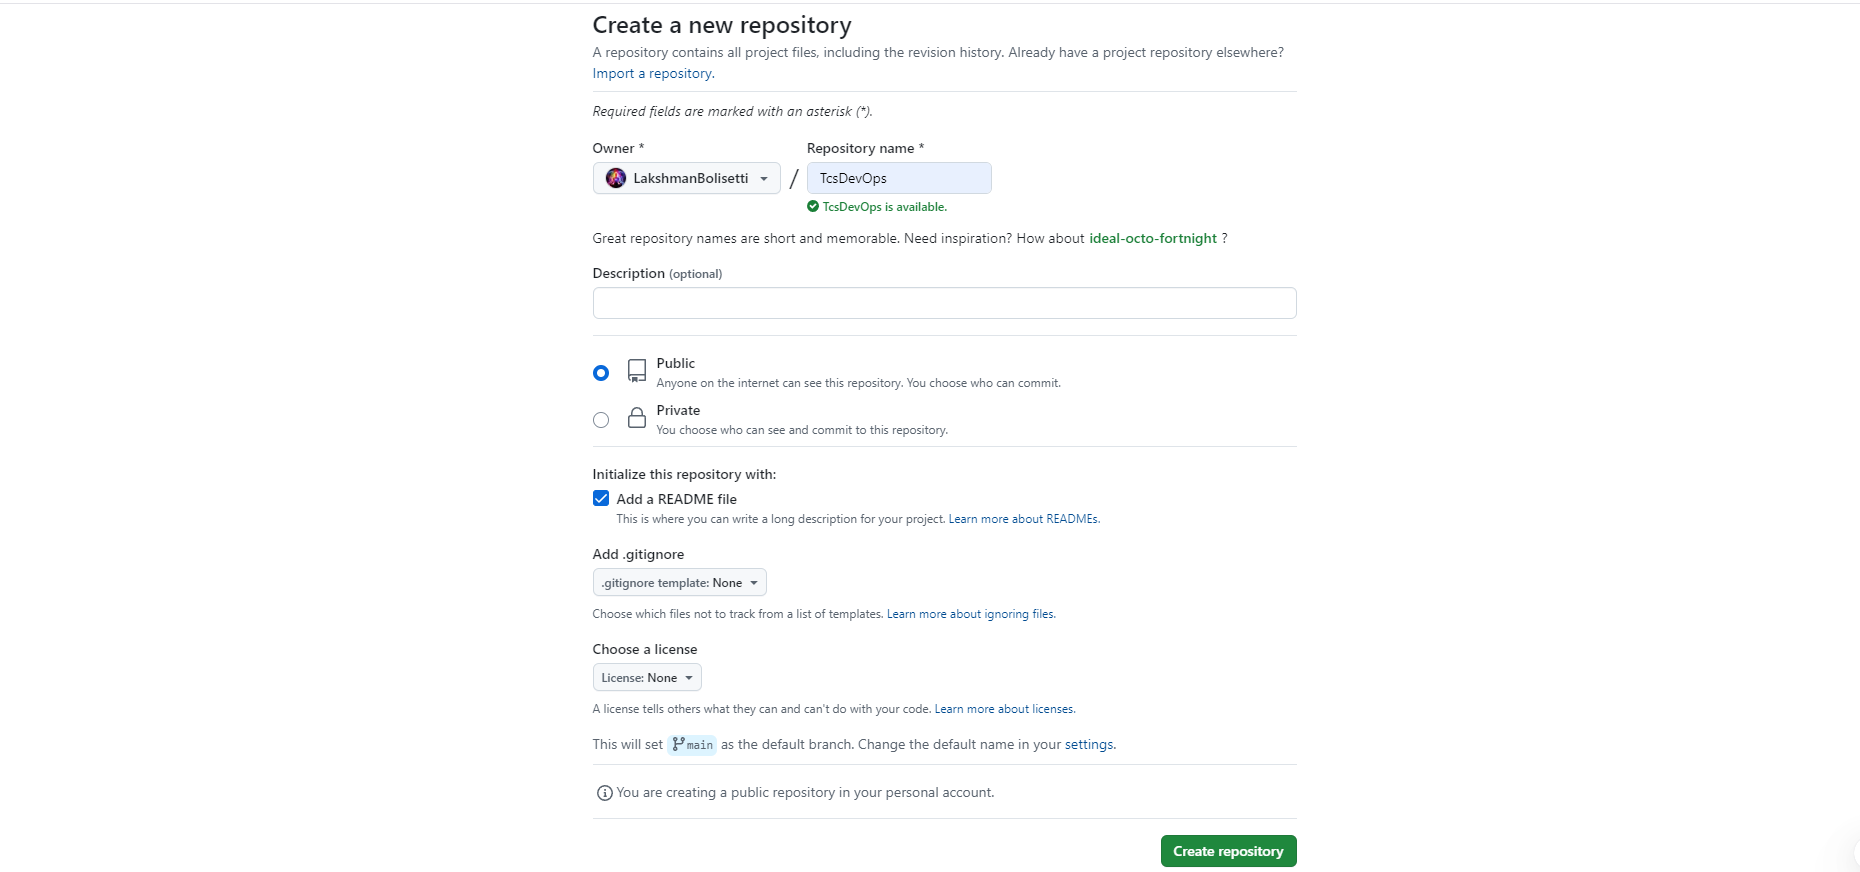 Create a new repository
A repository contains all project files, including the revision history. Already have a project repository elsewhere?
Import a repository.
Required fields are marked with an asterisk (*).
Owner * Repository name *
LakshmanBolisetti / TcsDevOps
TcsDevOps is available.
Great repository names are short and memorable. Need inspiration? How about ideal-octo-fortnight ?
Description (optional)
Public
Anyone on the internet can see this repository. You choose who can commit.
Private
You choose who can see and commit to this repository.
Initialize this repository with:
Add a README file
This is where you can write a long description for your project. Learn more about READMEs.
Add .gitignore
.gitignore template: None
Choose which files not to track from a list of templates. Learn more about ignoring files.
Choose a license
License: None
A license tells others what they can and can't do with your code. Learn more about licenses.
This will set main as the default branch. Change the default name in your settings.
You are creating a public repository in your personal account.
Create repository